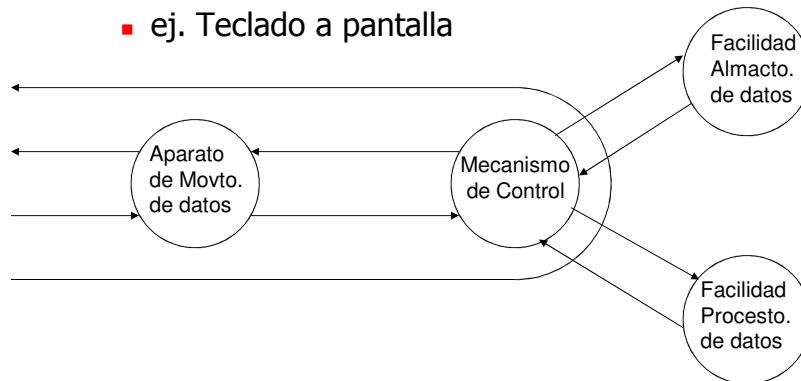 ej. Teclado a pantalla
Facilidad
Almacto.
de datos
Aparato
de Movto.
de datos
Mecanismo
de Control
Facilidad
Procesto.
de datos